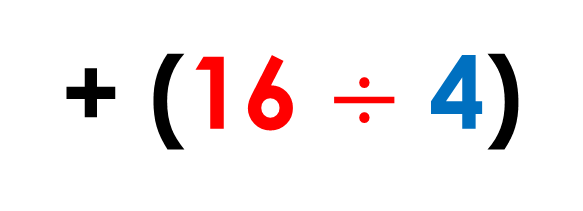 + (16 ÷ 4)